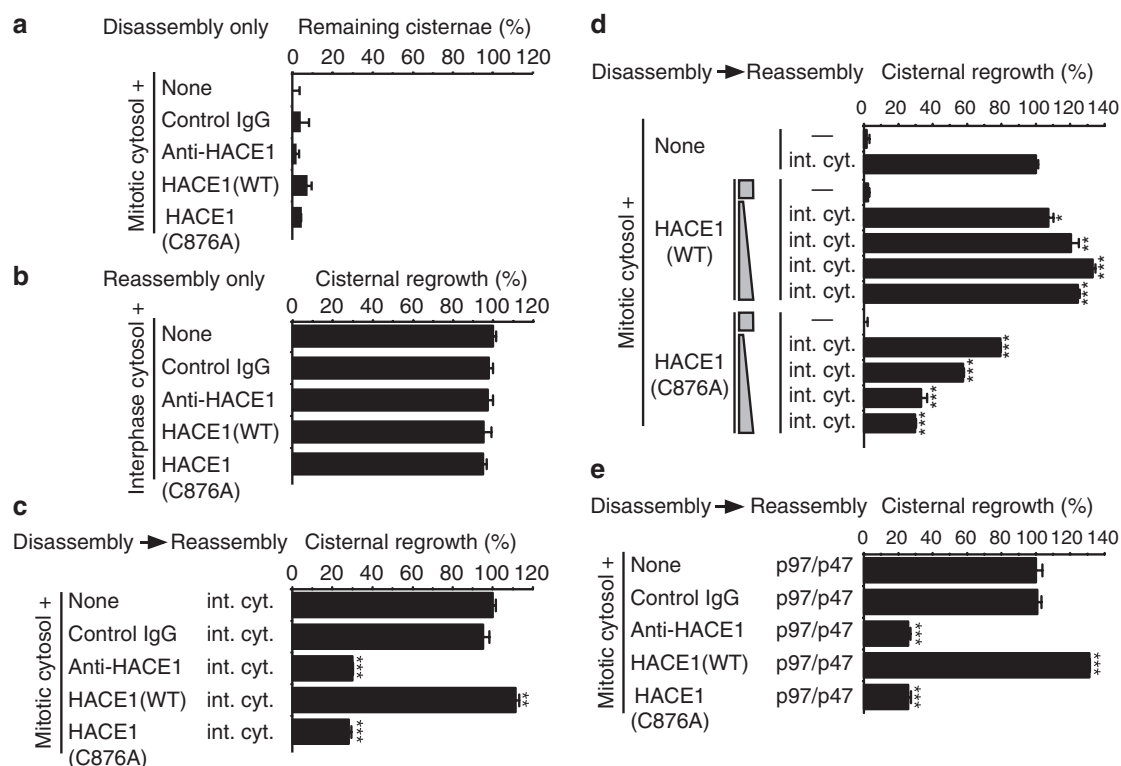 a
Disassembly only
Remaining cisternae (%)
0 20 40 60 80 100 120
Mitotic cytosol +
None
Control IgG
Anti-HACE1
HACE1(WT)
HACE1
(C876A)
b
Reassembly only
Cisternal regrowth (%)
0 20 40 60 80 100 120
Interphase cytosol +
None
Control IgG
Anti-HACE1
HACE1(WT)
HACE1
(C876A)
c
Disassembly → Reassembly
Cisternal regrowth (%)
0 20 40 60 80 100 120
Mitotic cytosol +
None int. cyt.
Control IgG int. cyt.
Anti-HACE1 int. cyt. ***
HACE1(WT) int. cyt. **
HACE1 int. cyt. ***
(C876A)
d
Disassembly → Reassembly
Cisternal regrowth (%)
0 20 40 60 80 100 120 140
Mitotic cytosol +
None
—
int. cyt.
HACE1
(WT)
—
int. cyt. *
int. cyt. **
int. cyt. ***
int. cyt. ***
HACE1
(C876A)
—
int. cyt. ***
int. cyt. ***
int. cyt. ***
int. cyt. ***
e
Disassembly → Reassembly
Cisternal regrowth (%)
0 20 40 60 80 100 120 140
Mitotic cytosol +
None p97/p47
Control IgG p97/p47
Anti-HACE1 p97/p47 ***
HACE1(WT) p97/p47 ***
HACE1 p97/p47 ***
(C876A)